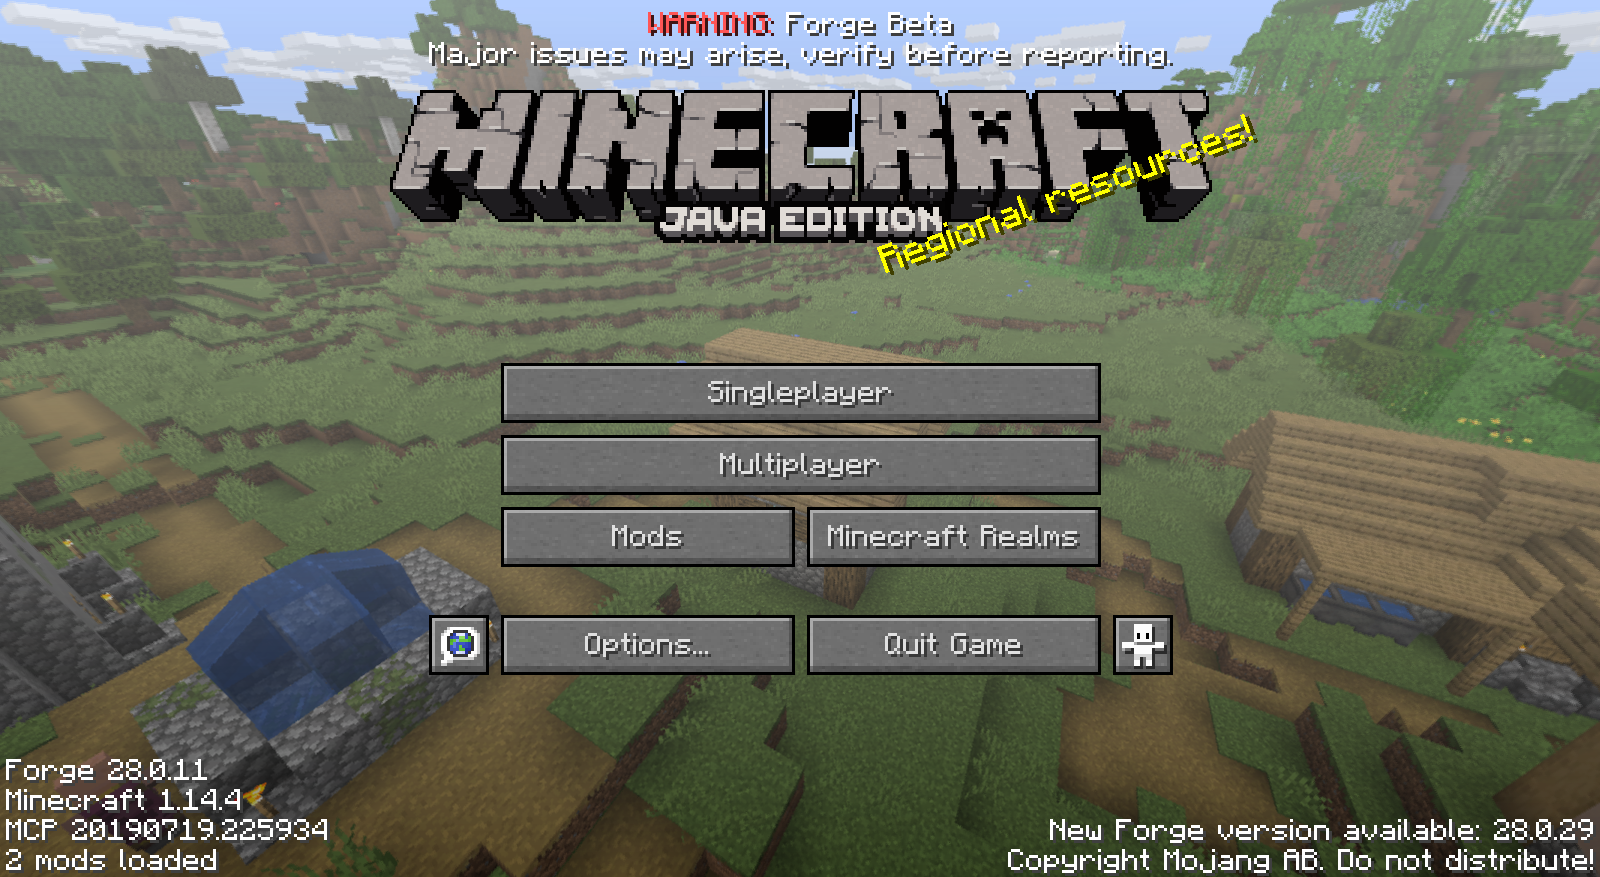 WARNING: Forge Beta
Major issues may arise, verify before reporting.
MINECRAFT
JAVA EDITION
Regional resources!
Singleplayer
Multiplayer
Mods
Minecraft Realms
Options...
Quit Game
Forge 28.0.11
Minecraft 1.14.4
MCP 20190719.225934
2 mods loaded
New Forge version available: 28.0.29
Copyright Mojang AB. Do not distribute!